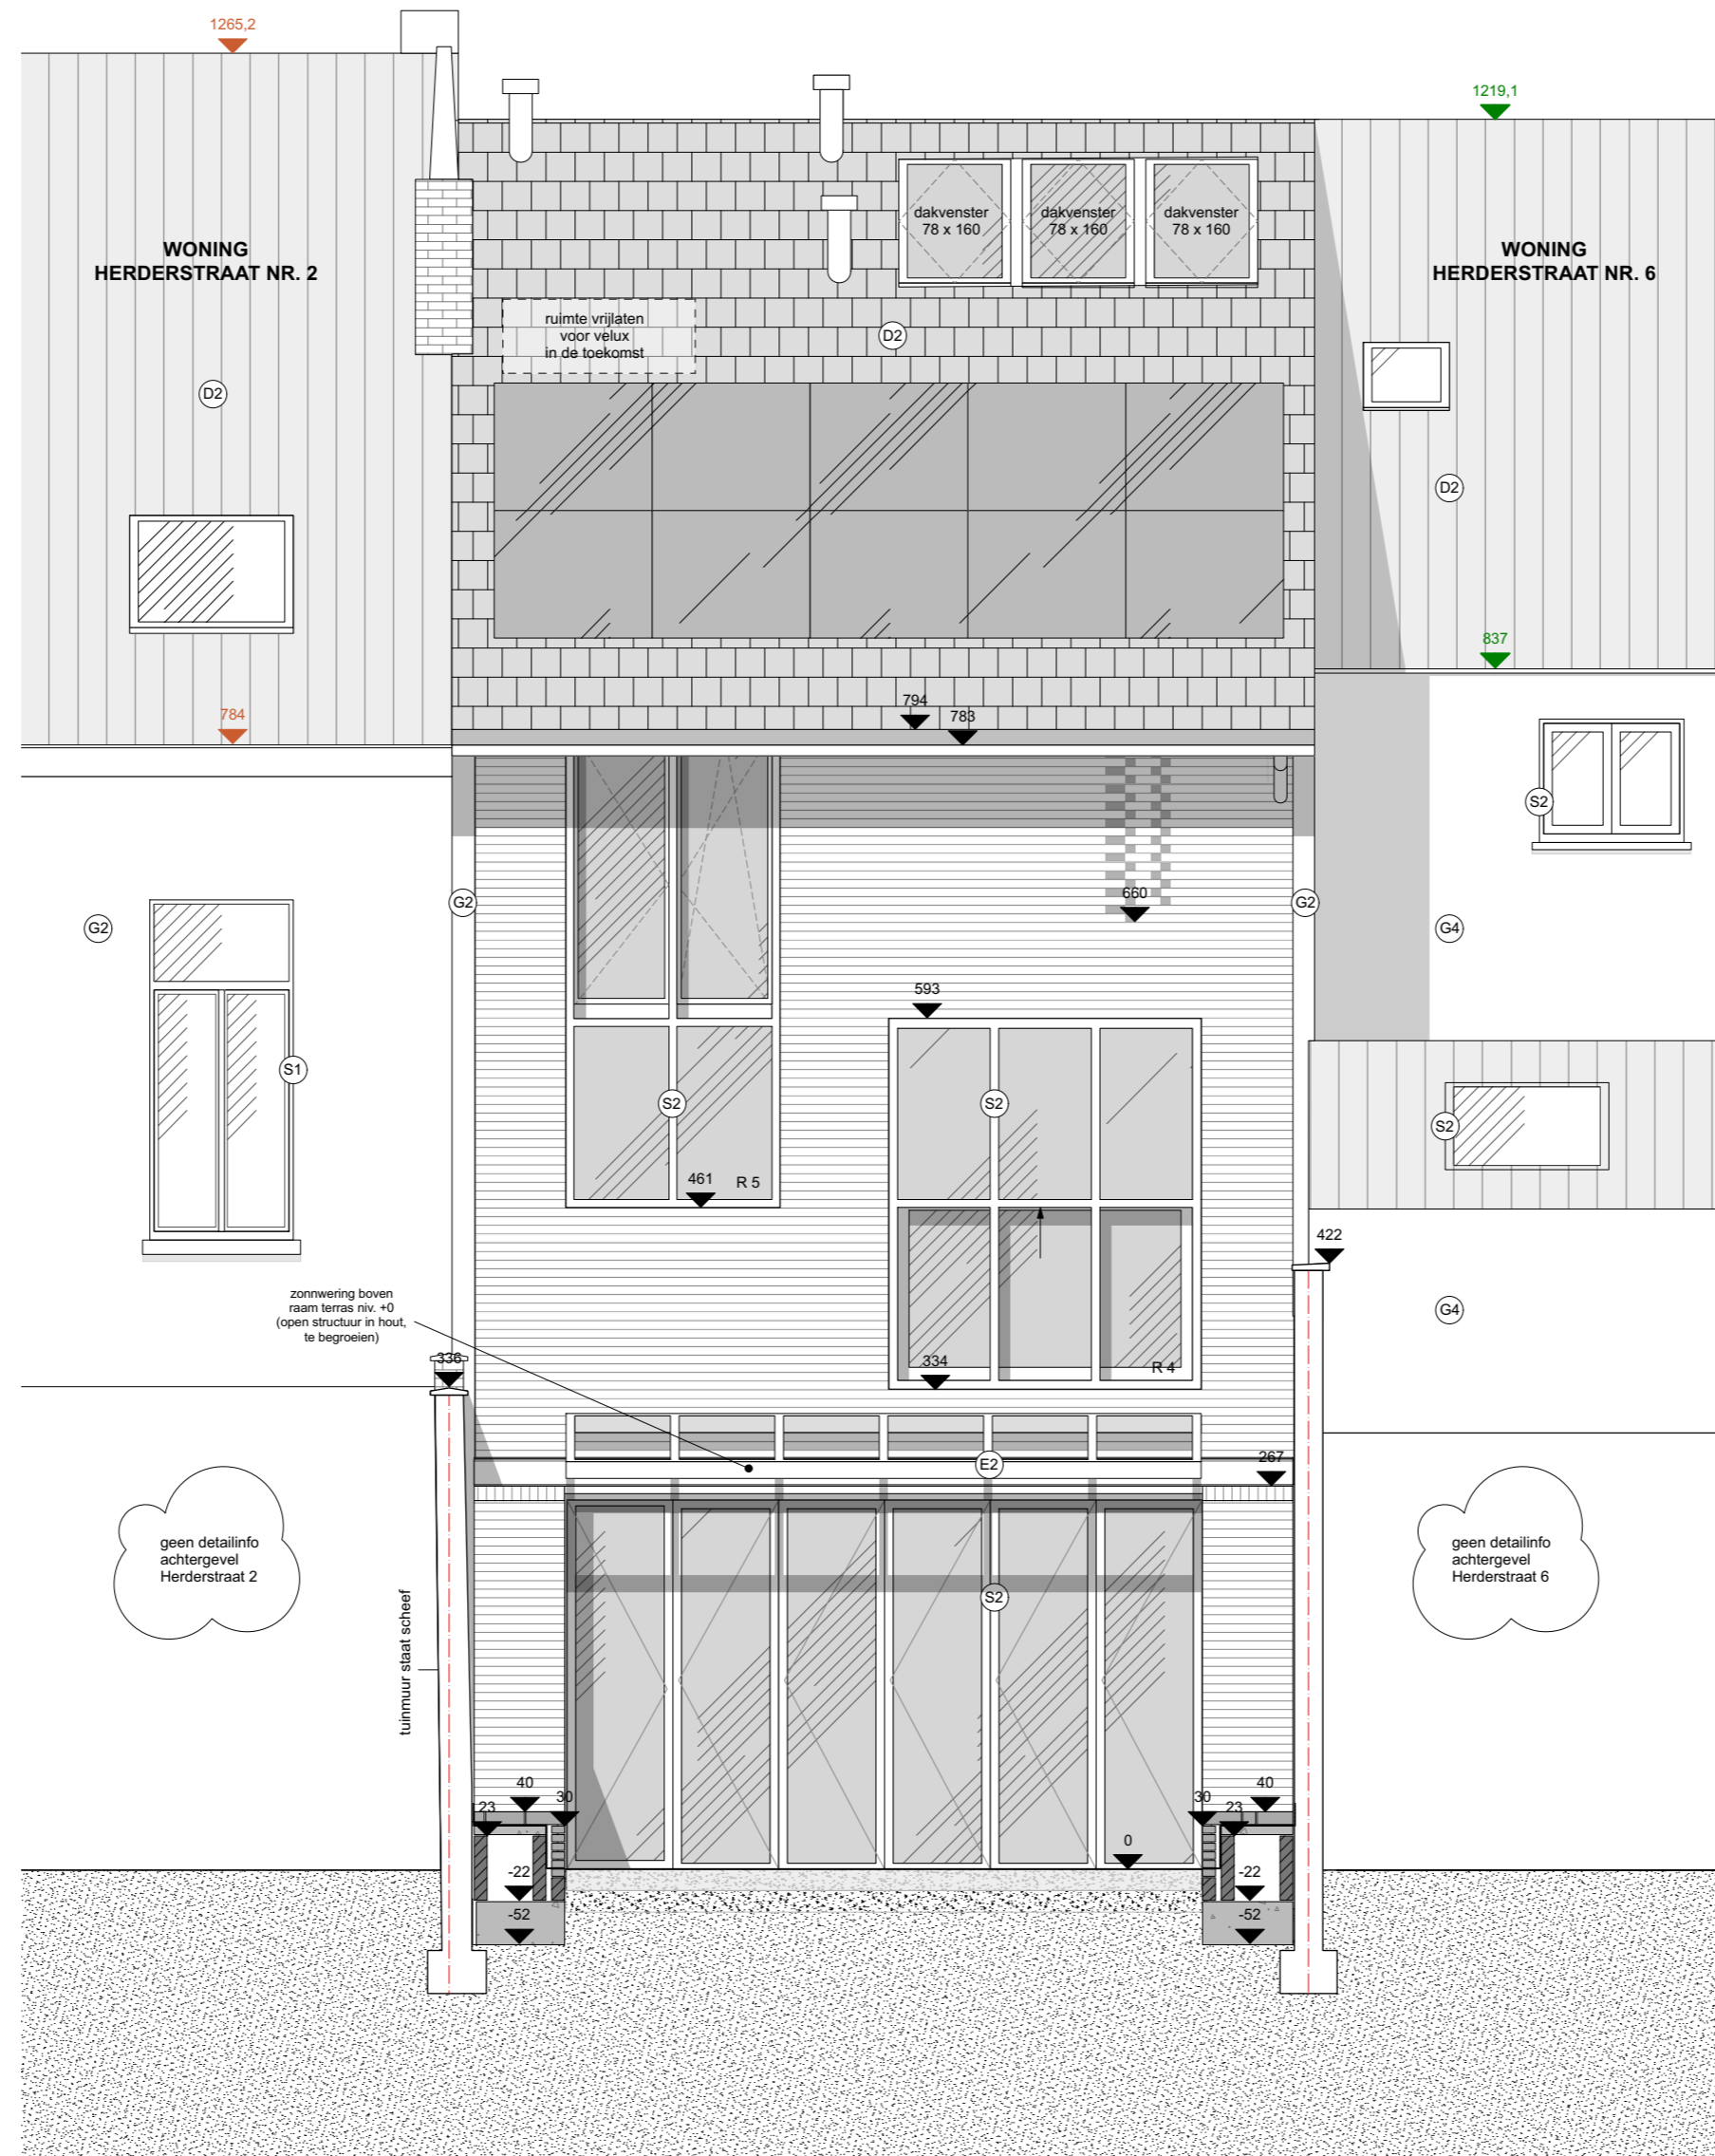 1265,2
1219,1
WONING
HERDERSTRAAT NR. 2
dakvenster
78 x 160
dakvenster
78 x 160
dakvenster
78 x 160
WONING
HERDERSTRAAT NR. 6
ruimte vrijlaten
voor velux
in de toekomst
D2
D2
D2
837
784
794
783
S2
660
G2
G2
G2
G4
593
S1
S2
S2
S2
461
R 5
422
zonnwering boven
raam terras niv. +0
(open structuur in hout,
te begroeien)
G4
336
334
R 4
E2
267
geen detailinfo
achtergevel
Herderstraat 2
geen detailinfo
achtergevel
Herderstraat 6
S2
tuinmuur staat scheef
40
30
23
40
30
23
0
-22
-22
-52
-52